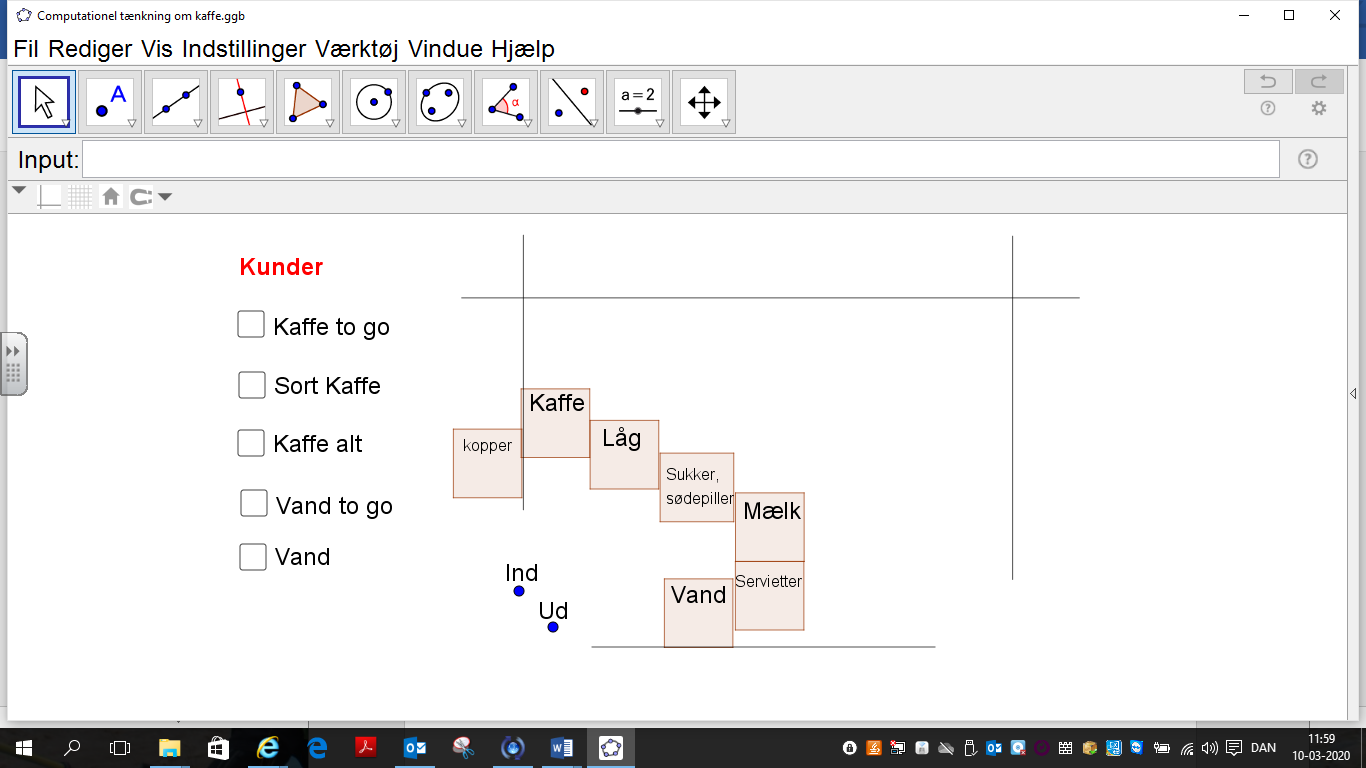 Computationel tænkning om kaffe.ggb
Fil Rediger Vis Indstillinger Værktøj Vindue Hjælp
A
α
a=2
Input:
Kunder
Kaffe to go
Sort Kaffe
Kaffe alt
Vand to go
Vand
kopper
Kaffe
Låg
Sukker,
sødepiller
Mælk
Servietter
Vand
Ind
Ud
DAN
11:59
10-03-2020